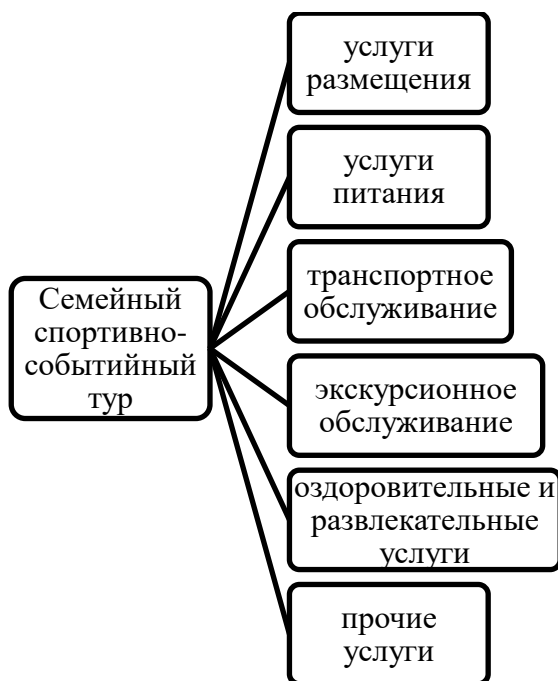 услуги
размещения
услуги
питания
транспортное
обслуживание
Семейный
спортивно-
событийный
тур
экскурсионное
обслуживание
оздоровительные и
развлекательные
услуги
прочие
услуги